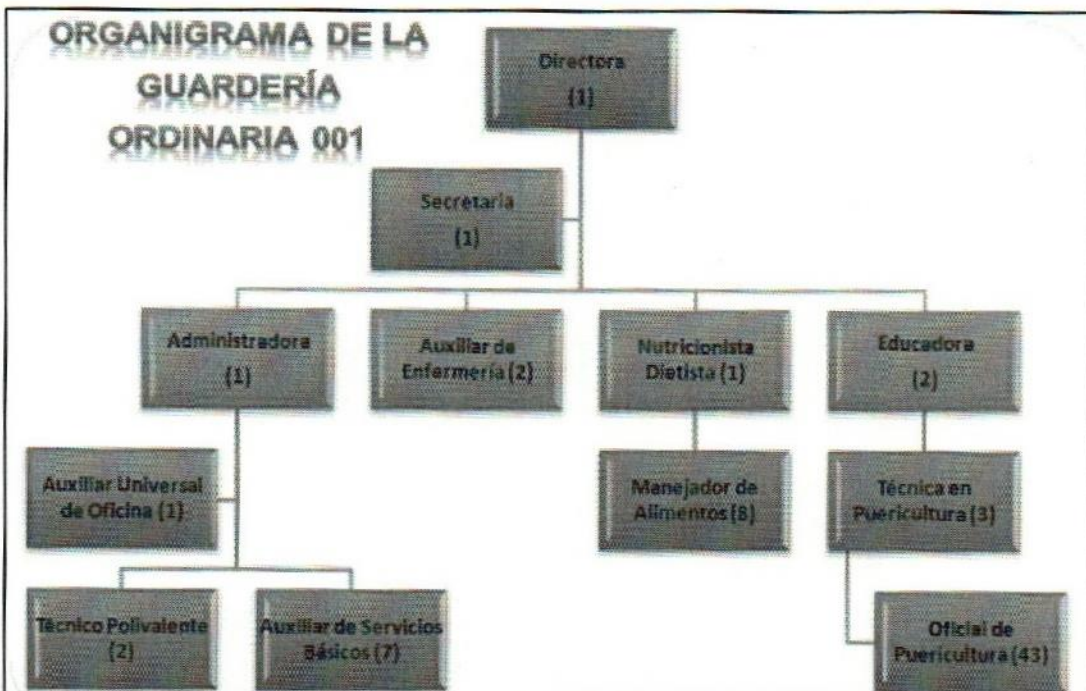 ORGANIGRAMA DE LA
GUARDERÍA
ORDINARIA 001
Directora
(1)
Secretaria
(1)
Administradora
(1)
Auxiliar de
Enfermería (2)
Nutricionista
Dietista (1)
Educadora
(2)
Auxiliar Universal
de Oficina (1)
Manejador de
Alimentos (8)
Técnica en
Puericultura (3)
Técnico Polivalente
(2)
Auxiliar de Servicios
Básicos (7)
Oficial de
Puericultura (43)